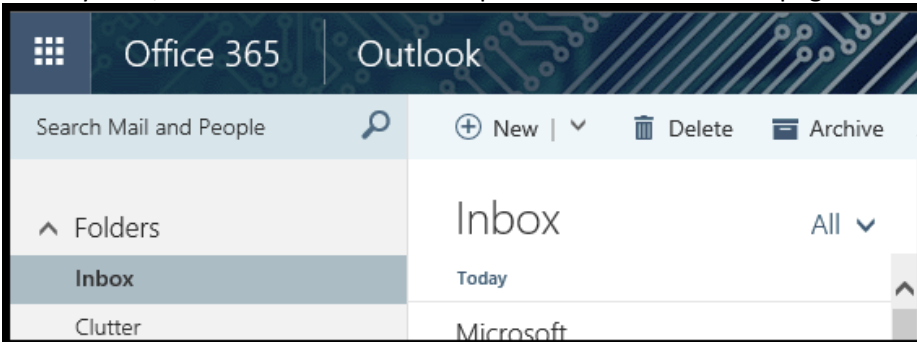 Office 365 Outlook
Search Mail and People
New | Delete Archive
Folders
Inbox
Clutter
Inbox All
Today
Microsoft